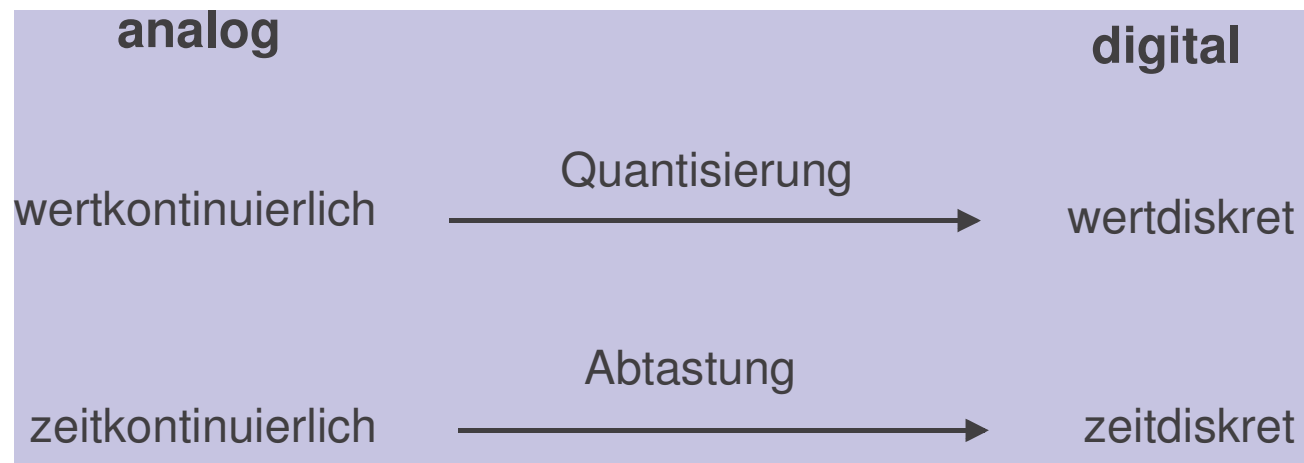 analog
digital
Quantisierung
wertkontinuierlich
wertdiskret
Abtastung
zeitkontinuierlich
zeitdiskret